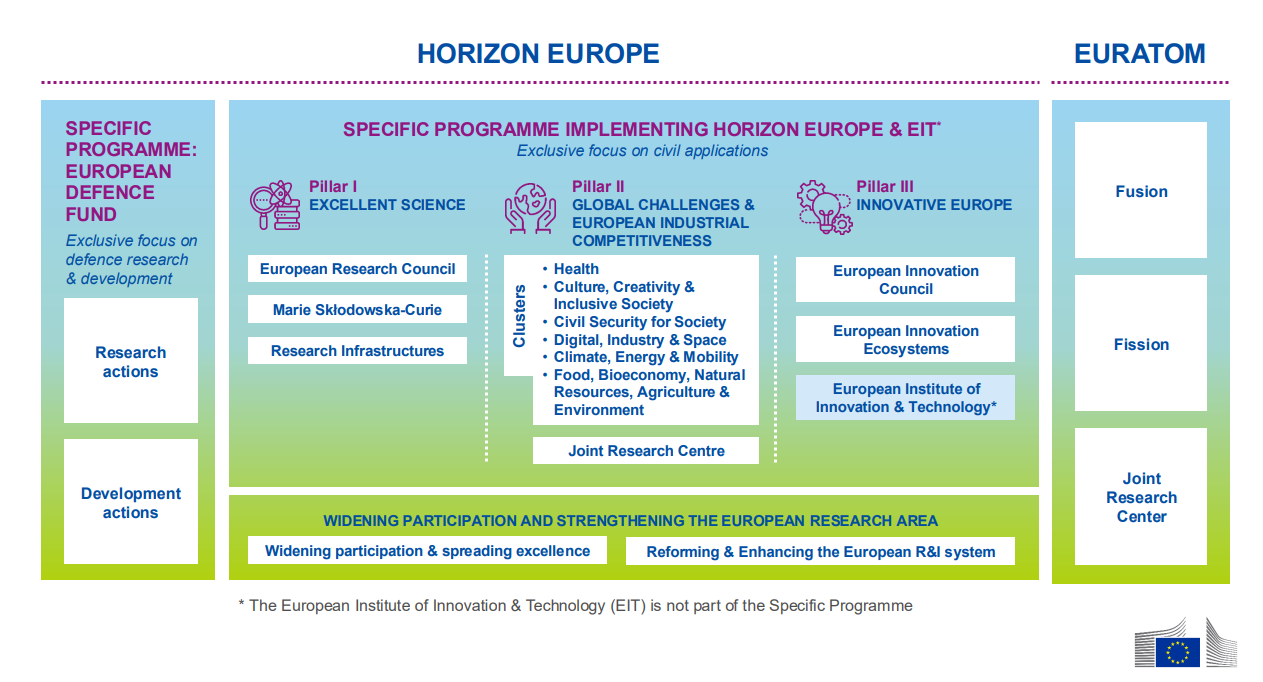 HORIZON EUROPE
EURATOM
SPECIFIC
PROGRAMME:
EUROPEAN
DEFENCE
FUND
Exclusive focus on
defence research
& development
Research
actions
Development
actions
SPECIFIC PROGRAMME IMPLEMENTING HORIZON EUROPE & EIT*
Exclusive focus on civil applications
Pillar I
EXCELLENT SCIENCE
European Research Council
Marie Skłodowska-Curie
Research Infrastructures
Pillar II
GLOBAL CHALLENGES &
EUROPEAN INDUSTRIAL
COMPETITIVENESS
Clusters
• Health
• Culture, Creativity &
Inclusive Society
• Civil Security for Society
• Digital, Industry & Space
• Climate, Energy & Mobility
• Food, Bioeconomy, Natural
Resources, Agriculture &
Environment
Joint Research Centre
Pillar III
INNOVATIVE EUROPE
European Innovation
Council
European Innovation
Ecosystems
European Institute of
Innovation & Technology*
WIDENING PARTICIPATION AND STRENGTHENING THE EUROPEAN RESEARCH AREA
Widening participation & spreading excellence
Reforming & Enhancing the European R&I system
Fusion
Fission
Joint
Research
Center
* The European Institute of Innovation & Technology (EIT) is not part of the Specific Programme